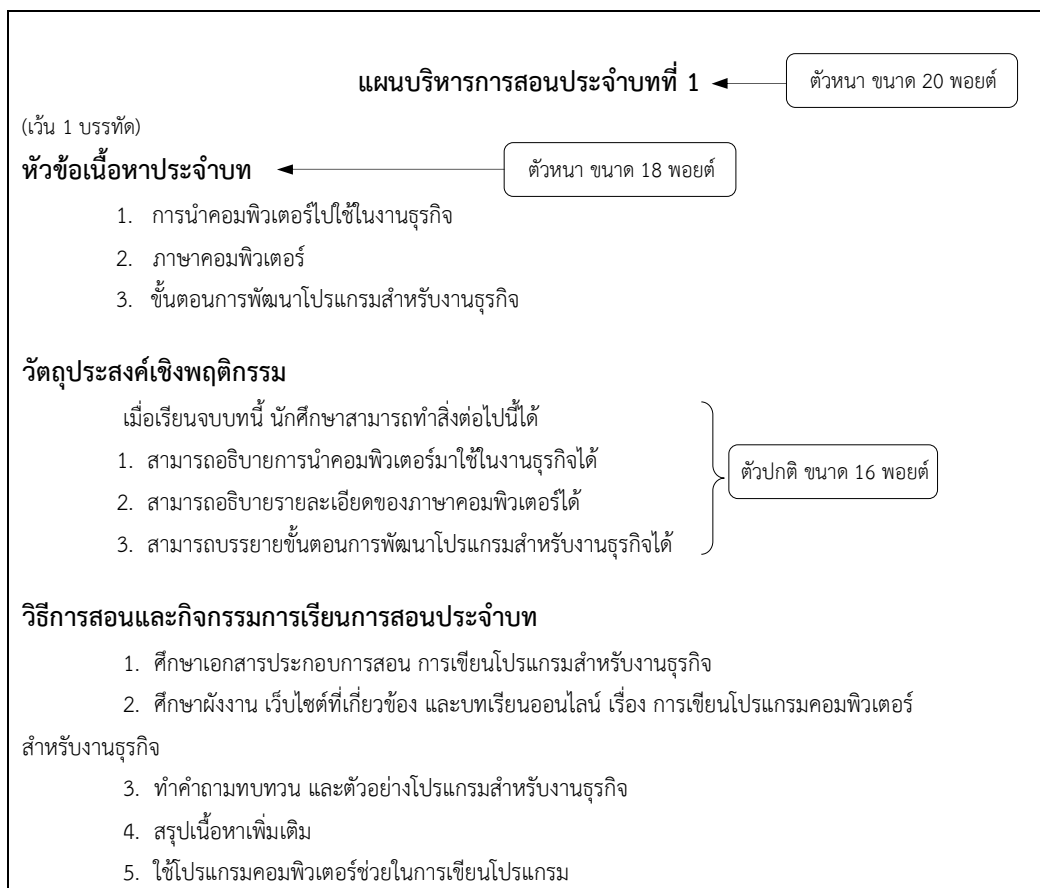 แผนบริหารการสอนประจำบทที่ 1
ตัวหนา ขนาด 20 พอยต์
(เว้น 1 บรรทัด)
หัวข้อเนื้อหาประจำบท
ตัวหนา ขนาด 18 พอยต์
1. การนำคอมพิวเตอร์ไปใช้ในงานธุรกิจ
2. ภาษาคอมพิวเตอร์
3. ขั้นตอนการพัฒนาโปรแกรมสำหรับงานธุรกิจ
วัตถุประสงค์เชิงพฤติกรรม
เมื่อเรียนจบบทนี้ นักศึกษาสามารถทำสิ่งต่อไปนี้ได้
1. สามารถอธิบายการนำคอมพิวเตอร์มาใช้ในงานธุรกิจได้
2. สามารถอธิบายรายละเอียดของภาษาคอมพิวเตอร์ได้
3. สามารถบรรยายขั้นตอนการพัฒนาโปรแกรมสำหรับงานธุรกิจได้
ตัวปกติ ขนาด 16 พอยต์
วิธีการสอนและกิจกรรมการเรียนการสอนประจำบท
1. ศึกษาเอกสารประกอบการสอน การเขียนโปรแกรมสำหรับงานธุรกิจ
2. ศึกษาผังงาน เว็บไซต์ที่เกี่ยวข้อง และบทเรียนออนไลน์ เรื่อง การเขียนโปรแกรมคอมพิวเตอร์
สำหรับงานธุรกิจ
3. ทำคำถามทบทวน และตัวอย่างโปรแกรมสำหรับงานธุรกิจ
4. สรุปเนื้อหาเพิ่มเติม
5. ใช้โปรแกรมคอมพิวเตอร์ช่วยในการเขียนโปรแกรม